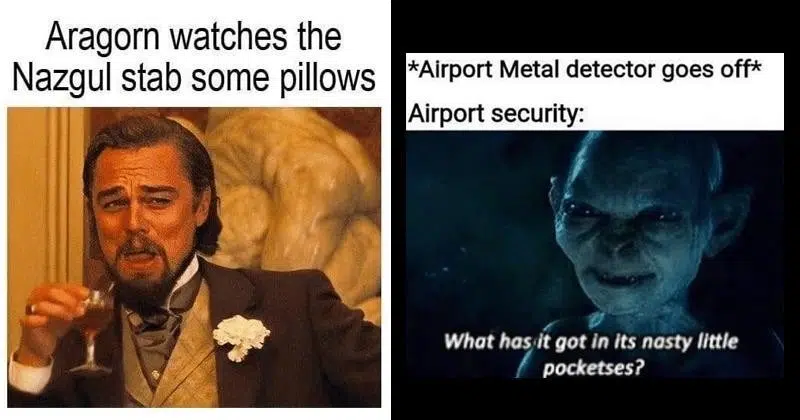 Aragorn watches the
Nazgul stab some pillows
*Airport Metal detector goes off*
Airport security:
What has it got in its nasty little
pocketses?